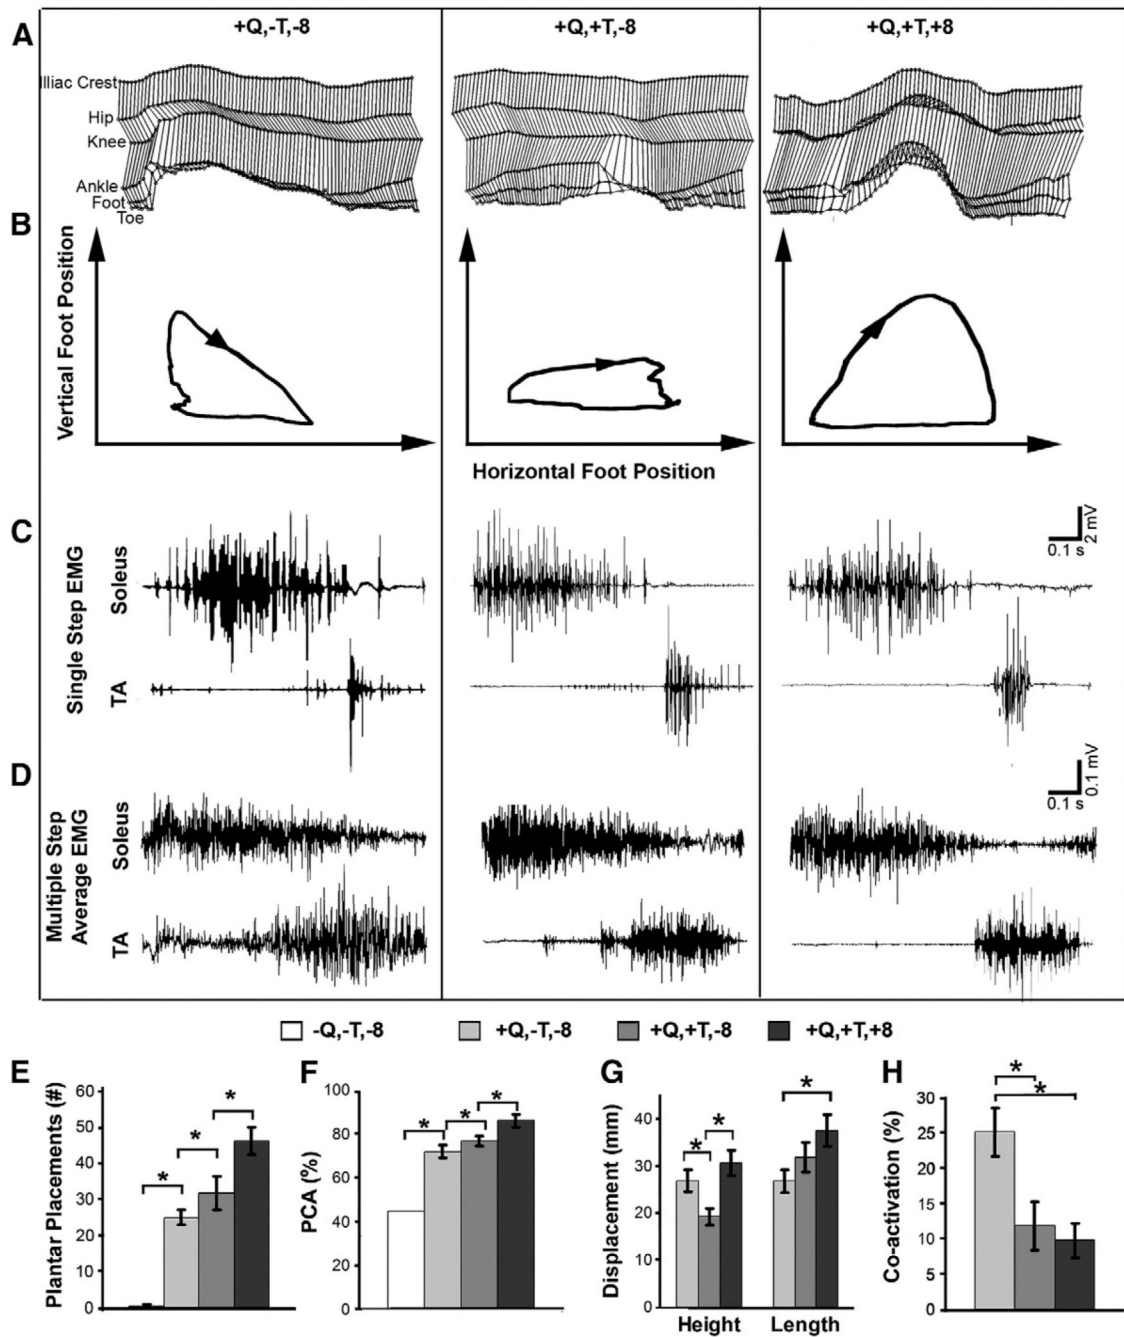 A
+Q,-T,-8
+Q,+T,-8
+Q,+T,+8
Illiac Crest
Hip
Knee
Ankle
Foot
Toe
B
Vertical Foot Position
Horizontal Foot Position
C
Single Step EMG
Soleus
TA
2 mV
0.1 s
D
Multiple Step
Average EMG
Soleus
TA
0.1 mV
0.1 s
-Q,-T,-8
+Q,-T,-8
+Q,+T,-8
+Q,+T,+8
E
Plantar Placements (#)
60
50
40
30
20
10
0
*
*
*
F
PCA (%)
100
80
60
40
20
0
*
*
*
G
Displacement (mm)
40
30
20
10
0
*
*
*
Height
Length
H
Co-activation (%)
30
25
20
15
10
5
0
*
*